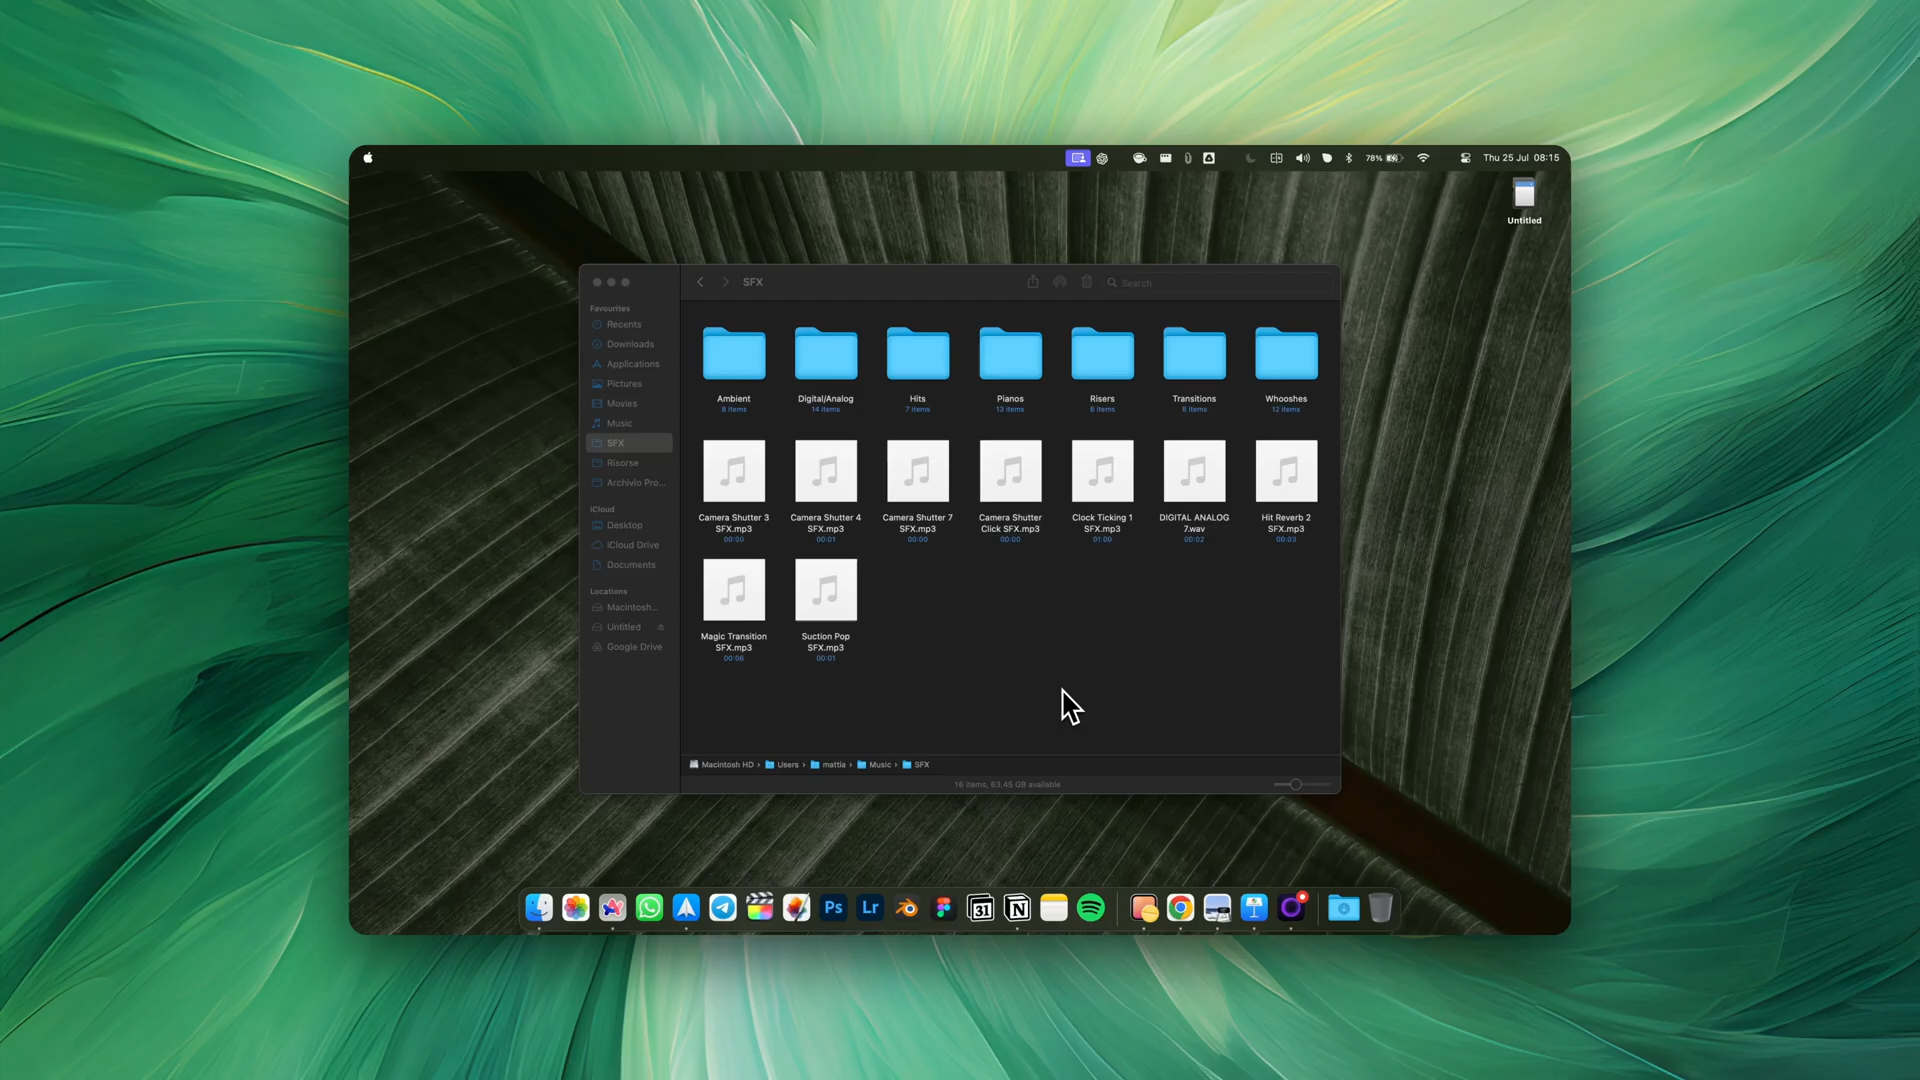 78%
Thu 25 Jul 08:15
Untitled
SFX
Search
Favourites
Recents
Downloads
Applications
Pictures
Movies
Music
SFX
Risorse
Archivio Pro...
iCloud
Desktop
iCloud Drive
Documents
Locations
Macintosh...
Untitled
Google Drive
Ambient Digital/Analog Hits Pianos Risers Transitions Whooshes
8 items 14 items 7 items 13 items 6 items 8 items 12 items
Camera Shutter 3 Camera Shutter 4 Camera Shutter 7 Camera Shutter Clock Ticking 1 DIGITAL ANALOG Hit Reverb 2
SFX.mp3 SFX.mp3 SFX.mp3 Click SFX.mp3 SFX.mp3 7.wav SFX.mp3
00:00 00:01 00:00 00:00 01:00 00:02 00:03
Magic Transition Suction Pop
SFX.mp3 SFX.mp3
00:06 00:01
Macintosh HD › Users › mattia › Music › SFX
16 items, 63,45 GB available
Ps Lr 31 N